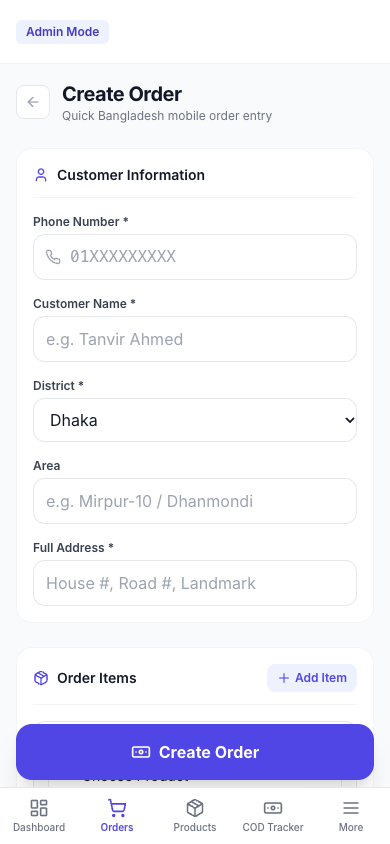 Admin Mode
Create Order
Quick Bangladesh mobile order entry
Customer Information
Phone Number *
01XXXXXXXXX
Customer Name *
e.g. Tanvir Ahmed
District *
Dhaka
Area
e.g. Mirpur-10 / Dhanmondi
Full Address *
House #, Road #, Landmark
Order Items
Add Item
Create Order
Dashboard
Orders
Products
COD Tracker
More